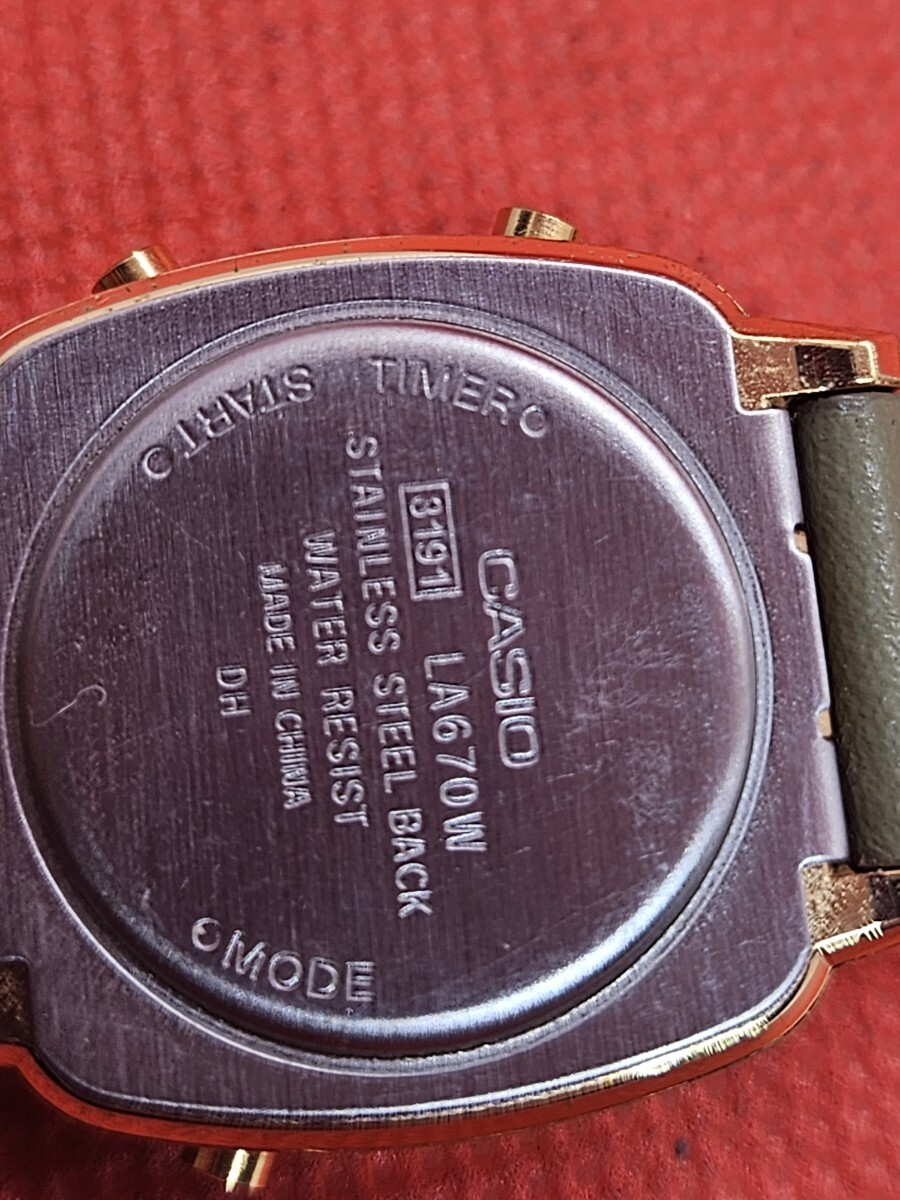 CASIO
3191 LA670W
STAINLESS STEEL BACK
WATER RESIST
MADE IN CHINA
DH
START
TIMER
MODE